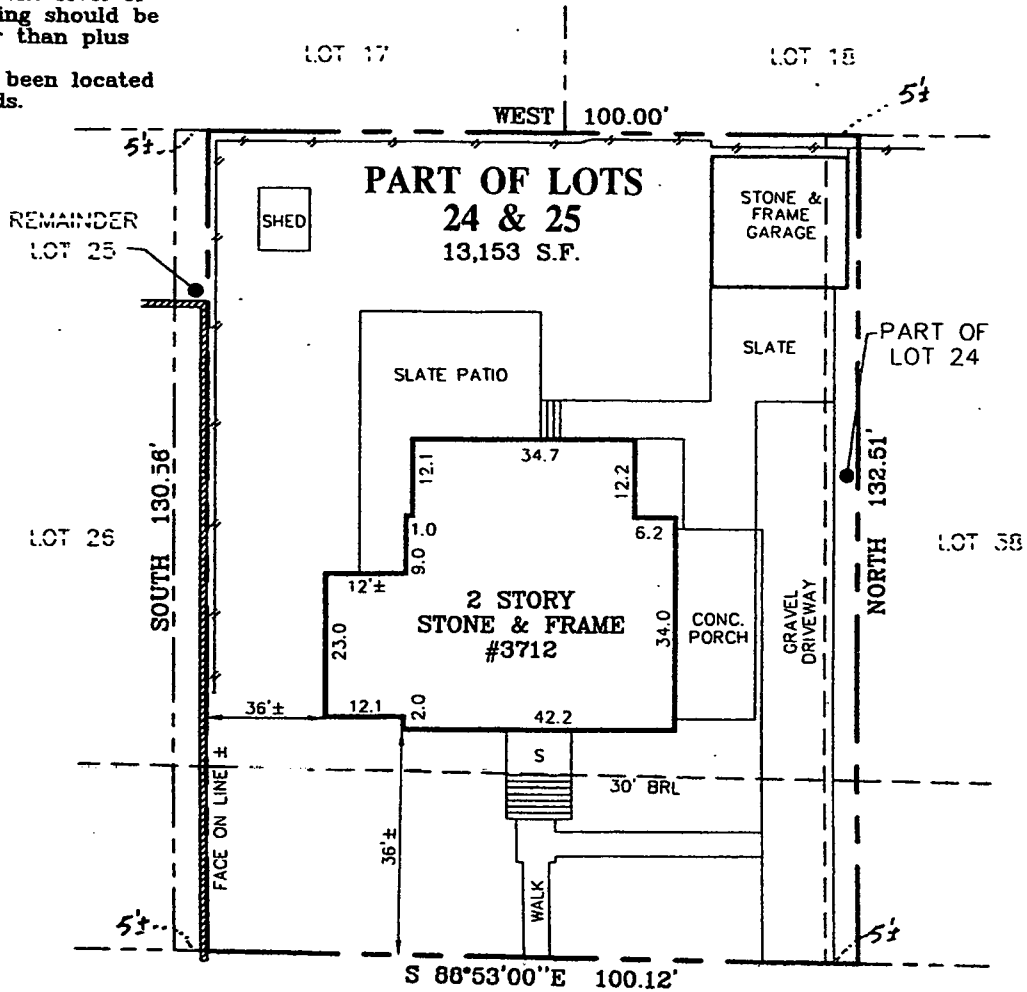 ing should be
than plus
been located
ds.
LOT 17
LOT 18
5'±
WEST 100.00'
5'±
PART OF LOTS
24 & 25
13,153 S.F.
SHED
STONE &
FRAME
GARAGE
REMAINDER
LOT 25
SLATE
PART OF
LOT 24
SLATE PATIO
34.7
12.1
12.2
1.0
6.2
9.0
SOUTH 130.58'
NORTH 132.51'
LOT 26
LOT 38
12'±
2 STORY
STONE & FRAME
#3712
23.0
34.0
CONC.
PORCH
GRAVEL
DRIVEWAY
36'±
12.1
2.0
42.2
S
30' BRL
FACE ON LINE ±
36'±
WALK
5'±
5'±
S 88°53'00"E 100.12'